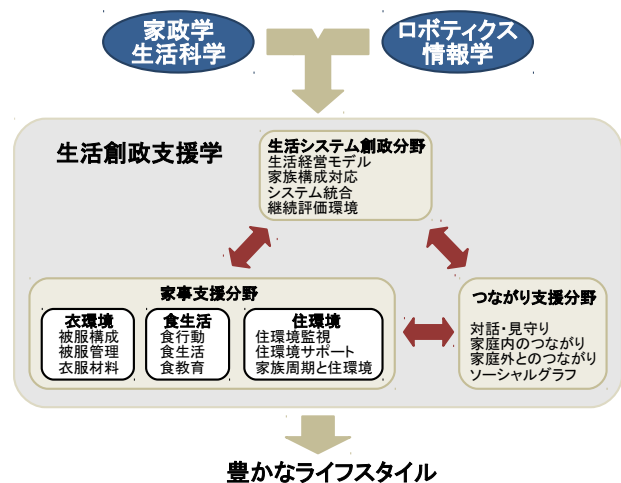 家政学
生活科学
ロボティクス
情報学
生活創政支援学
生活システム創政分野
生活経営モデル
家族構成対応
システム統合
継続評価環境
家事支援分野
衣環境
被服構成
被服管理
衣服材料
食生活
食行動
食生活
食教育
住環境
住環境監視
住環境サポート
家族周期と住環境
つながり支援分野
対話・見守り
家庭内のつながり
家庭外とのつながり
ソーシャルグラフ
豊かなライフスタイル